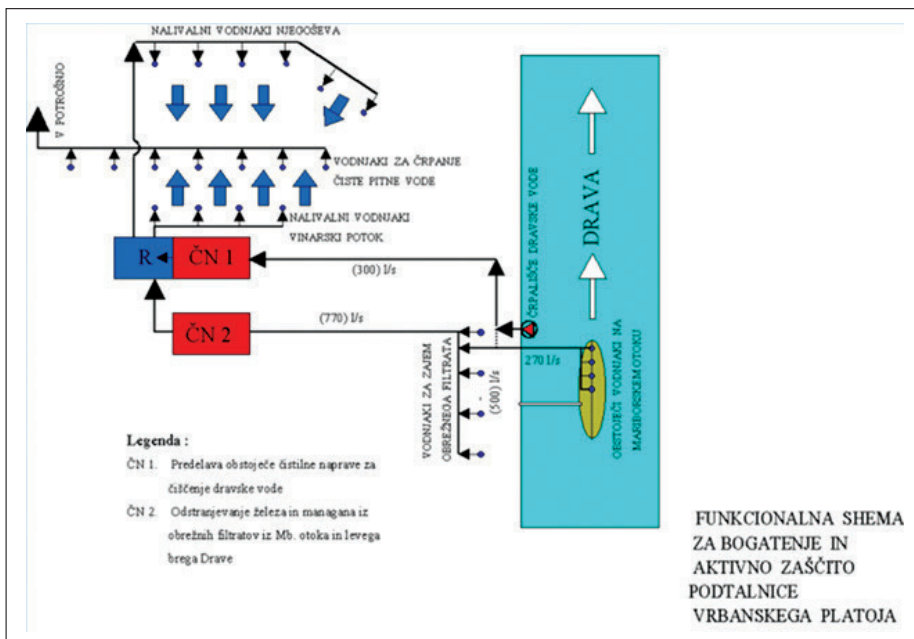 NALIVALNI VODNJAKI NJEGOŠEVA
V POTROŠNJO
VODNJAKI ZA ČRPANJE
ČISTE PITNE VODE
NALIVALNI VODNJAKI
VINARSKI POTOK
R
ČN 1
(300) l/s
ČN 2
(770) l/s
VODNJAKI ZA ZAJEM
OBREŽNEGA FILTRATA
(500) l/s
ČRPALIŠČE DRAVSKE VODE
270 l/s
DRAVA
OBSTOJEČI VODNJAKI NA
MARIBORSKEM OTOKU
Legenda :
ČN 1. Predelava obstoječe čistilne naprave za
čiščenje dravske vode
ČN 2. Odstranjevanje železa in managana iz
obrežnih filtratov iz Mb. otoka in levega
brega Drave
FUNKCIONALNA SHEMA
ZA BOGATENJE IN
AKTIVNO ZAŠČITO
PODTALNICE
VRBANSKEGA PLATOJA